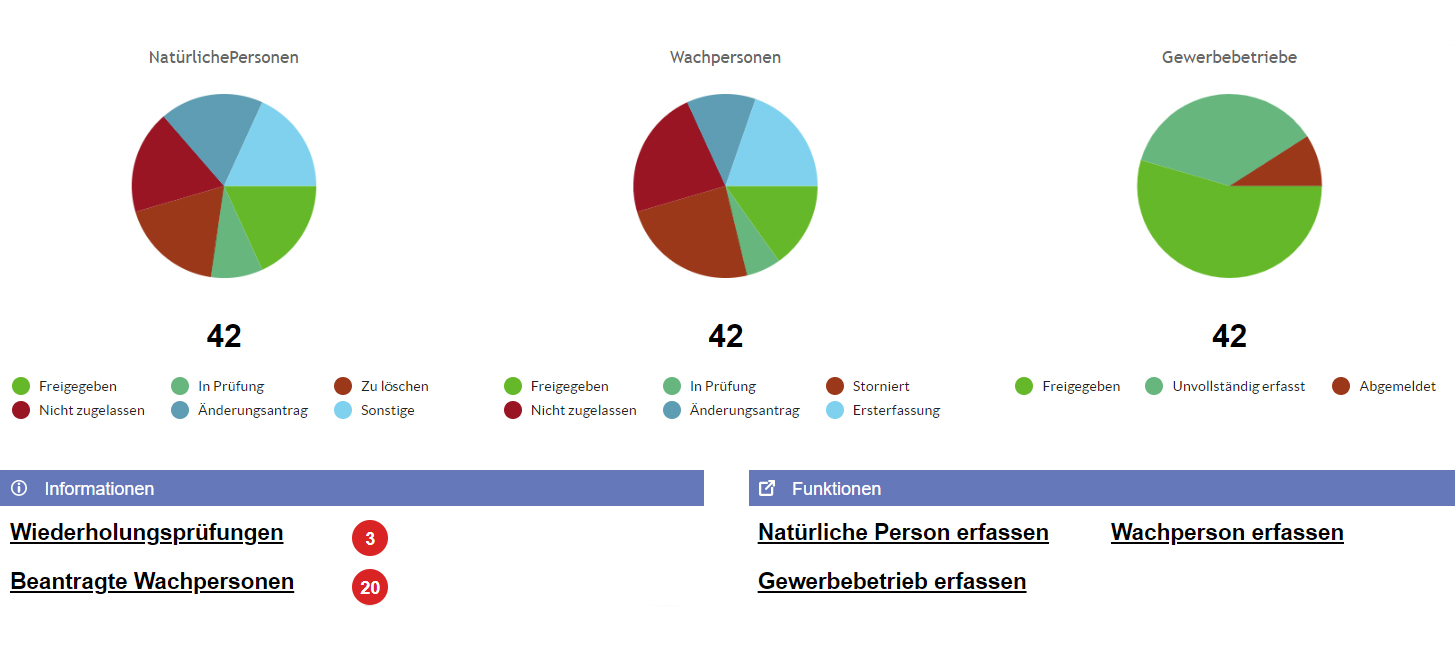 NatürlichePersonen
Wachpersonen
Gewerbebetriebe
42
42
42
Freigegeben
In Prüfung
Zu löschen
Nicht zugelassen
Änderungsantrag
Sonstige
Freigegeben
In Prüfung
Storniert
Nicht zugelassen
Änderungsantrag
Ersterfassung
Freigegeben
Unvollständig erfasst
Abgemeldet
Informationen
Wiederholungsprüfungen
3
Beantragte Wachpersonen
20
Funktionen
Natürliche Person erfassen
Wachperson erfassen
Gewerbebetrieb erfassen